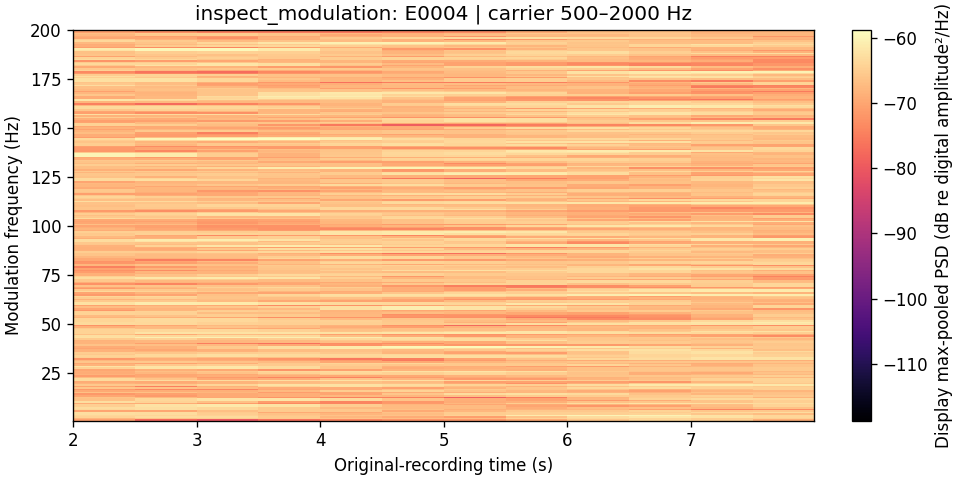 inspect_modulation: E0004 | carrier 500–2000 Hz
200
175
150
125
100
75
50
25
Modulation frequency (Hz)
2 3 4 5 6 7
Original-recording time (s)
−60
−70
−80
−90
−100
−110
Display max-pooled PSD (dB re digital amplitude²/Hz)